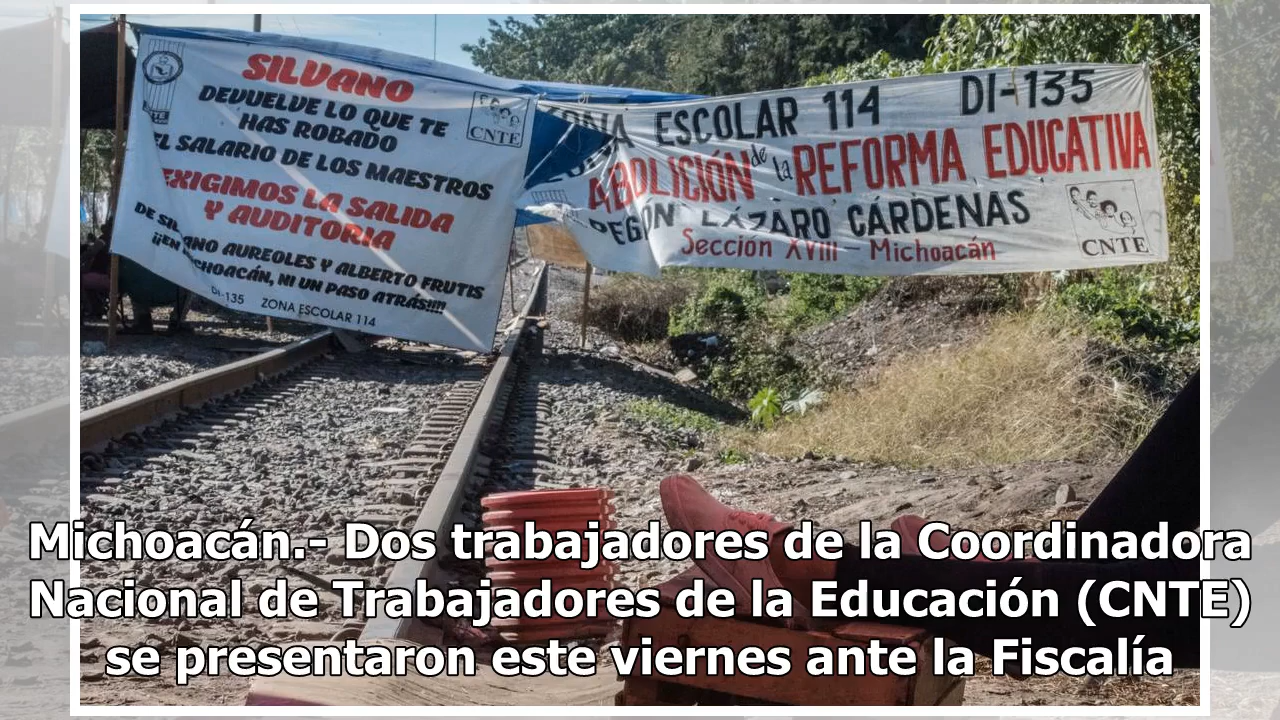 SILVANO
DEVUELVE LO QUE TE
HAS ROBADO
EL SALARIO DE LOS MAESTROS
EXIGIMOS LA SALIDA
Y AUDITORIA
DE SILVANO AUREOLES Y ALBERTO FRUTIS
¡¡EN MICHOACÁN, NI UN PASO ATRÁS!!!!
DI-135 ZONA ESCOLAR 114
CNTE
ZONA ESCOLAR 114 DI-135
ABOLICIÓN de la REFORMA EDUCATIVA
REGIÓN LÁZARO CÁRDENAS
Sección XVIII - Michoacán
CNTE
Michoacán.- Dos trabajadores de la Coordinadora
Nacional de Trabajadores de la Educación (CNTE)
se presentaron este viernes ante la Fiscalía